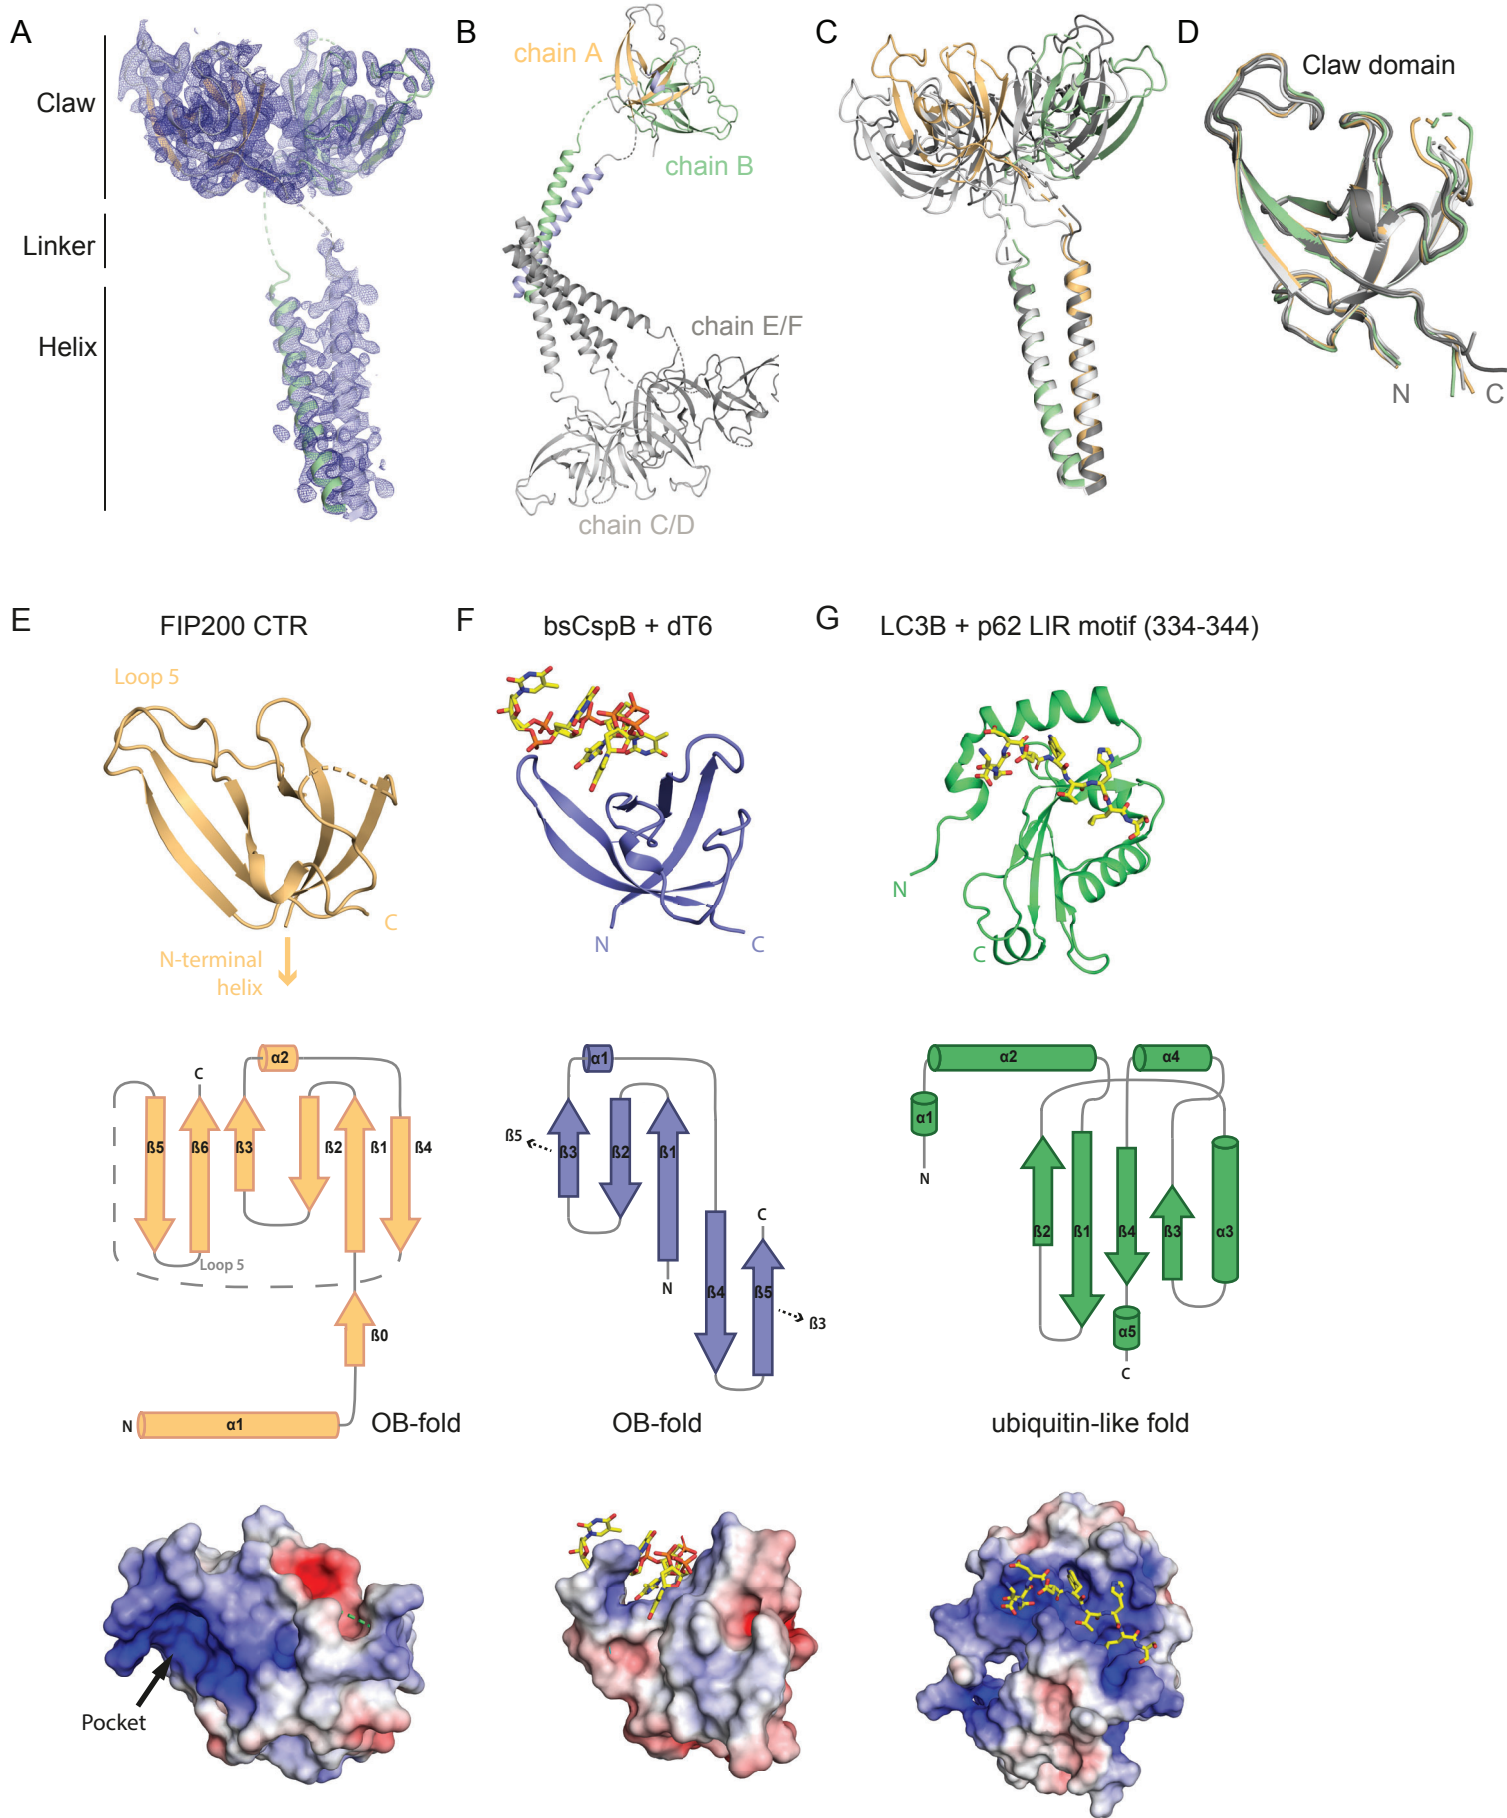 A
Claw
Linker
Helix
B
chain A
chain B
chain E/F
chain C/D
C
D
Claw domain
N
C
E
FIP200 CTR
Loop 5
C
N-terminal
helix
F
bsCspB + dT6
N
C
G
LC3B + p62 LIR motif (334-344)
N
C
α2
C
ß5
ß6
ß3
ß2
ß1
ß4
Loop 5
ß0
N
α1
OB-fold
α1
ß5
ß3
ß2
ß1
N
C
ß4
ß5
ß3
OB-fold
α2
α4
α1
N
ß2
ß1
ß4
ß3
α3
α5
C
ubiquitin-like fold
Pocket